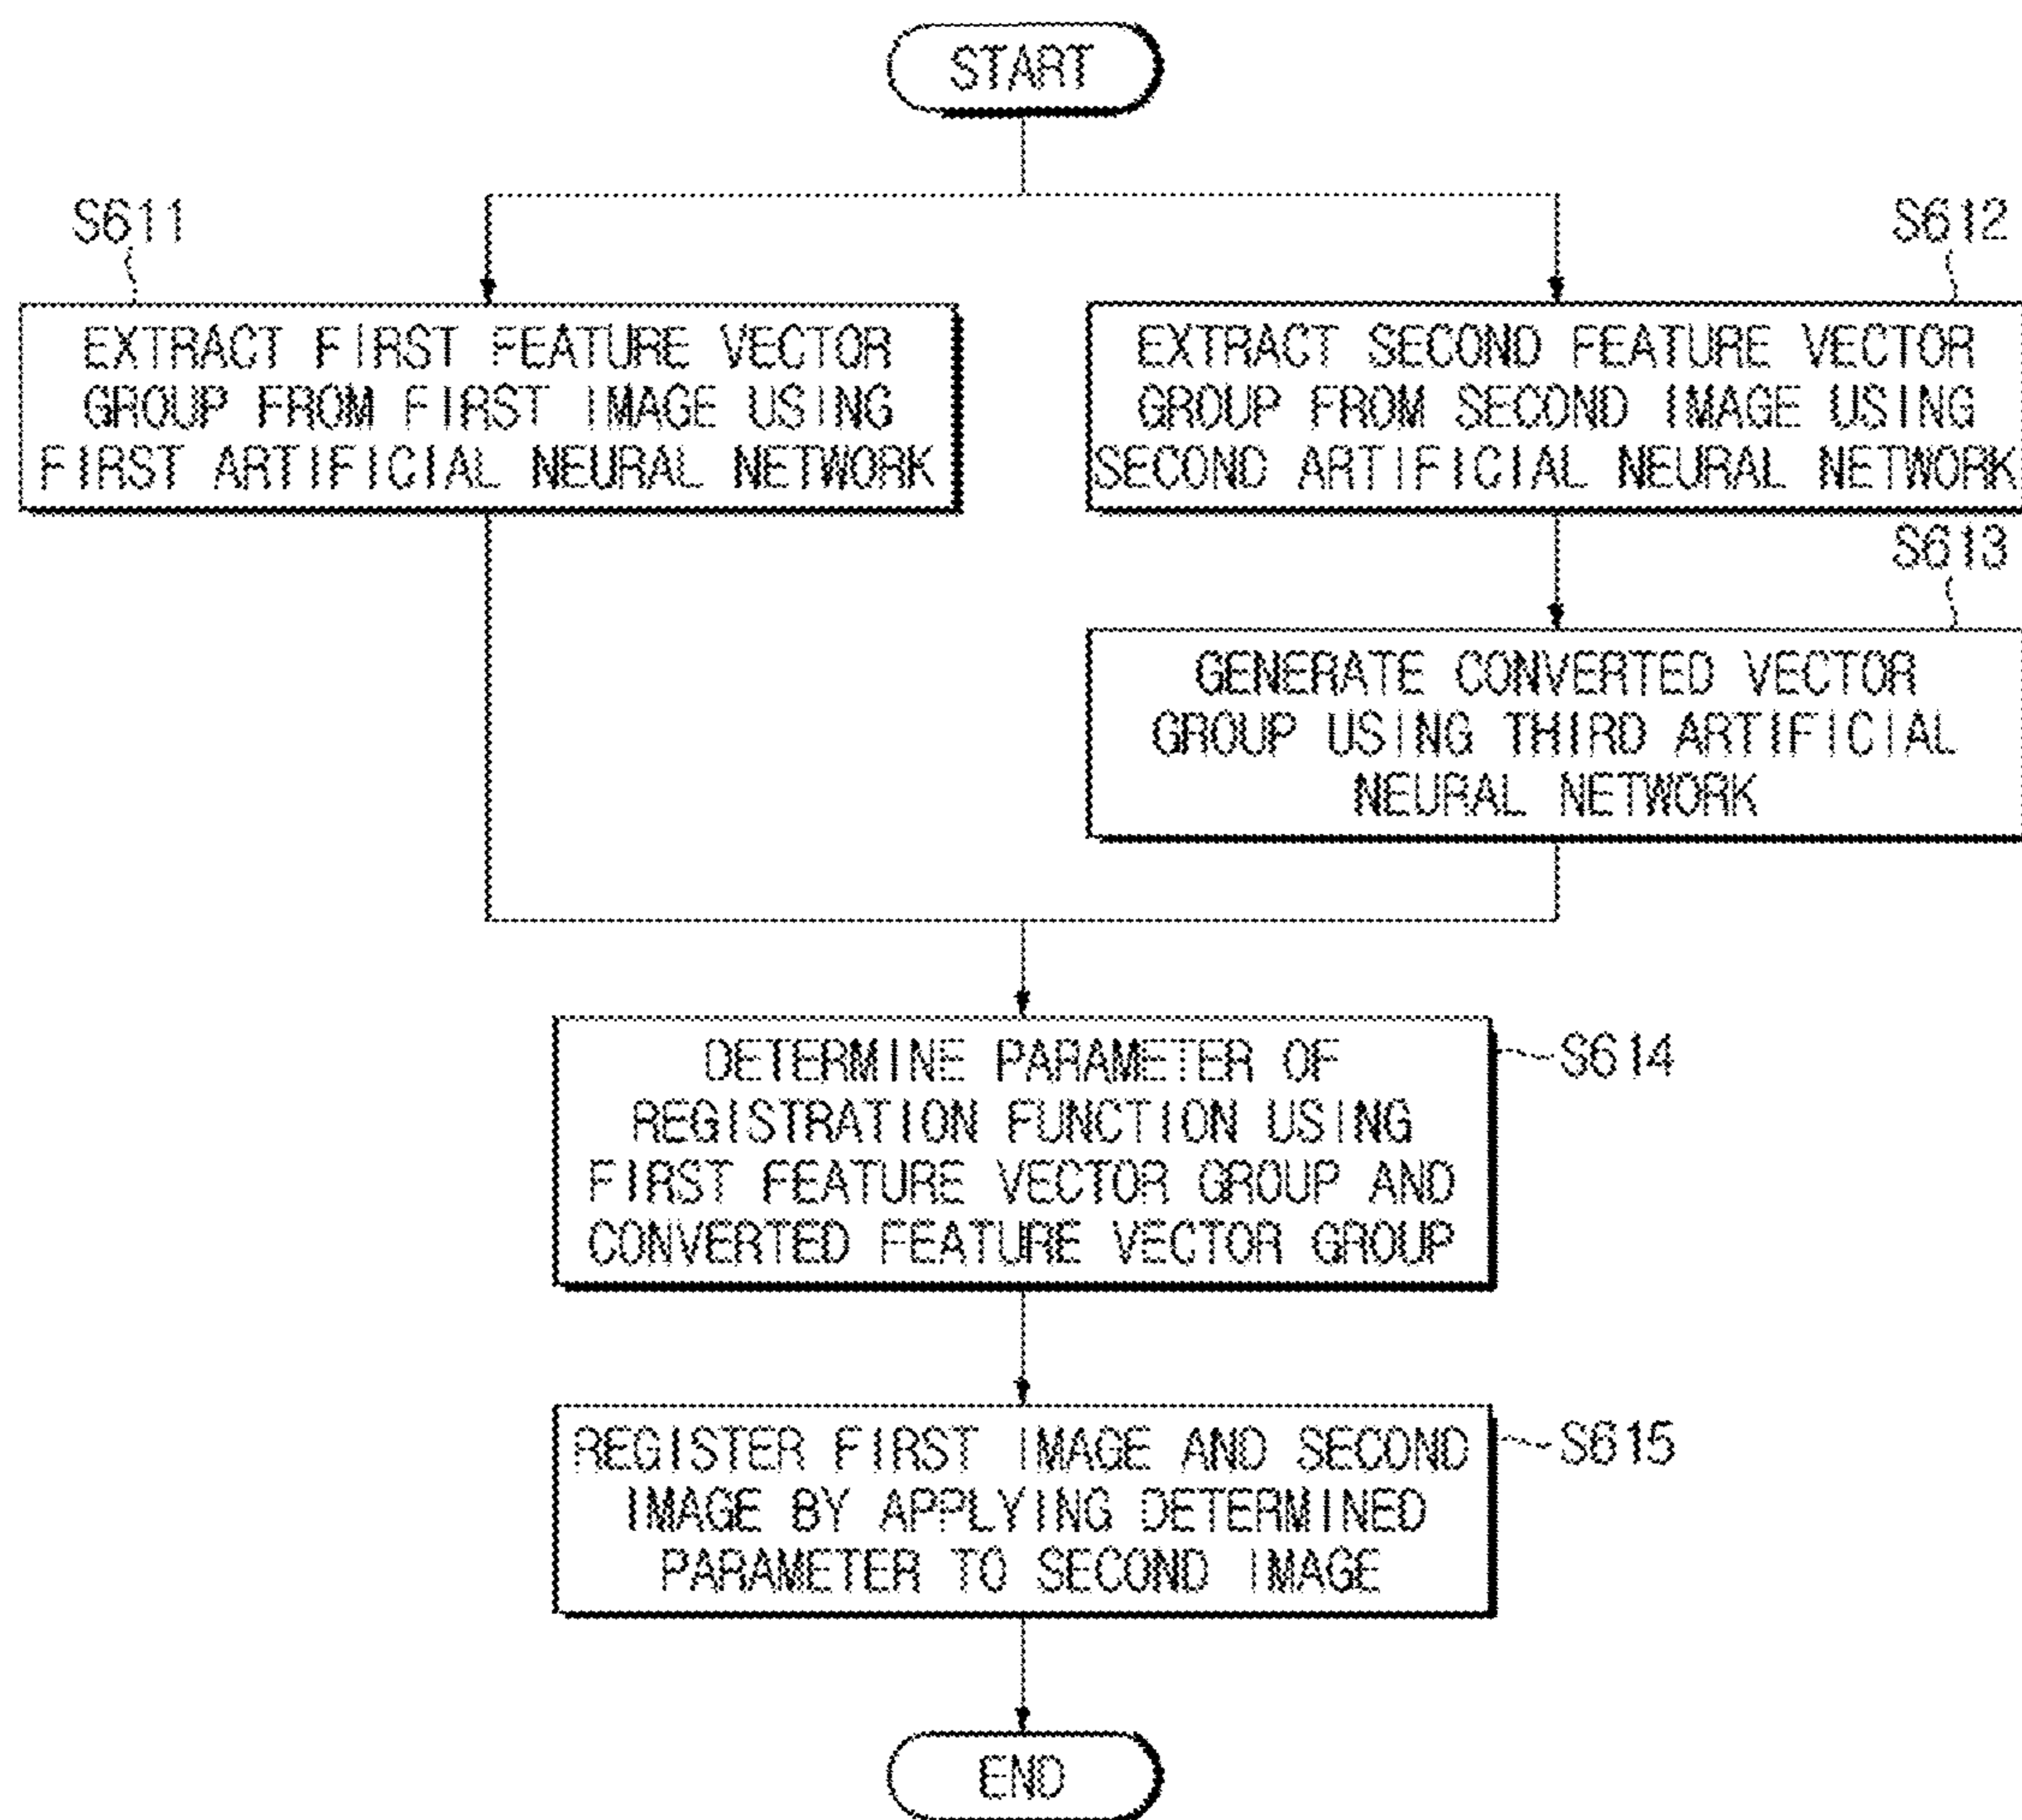 START
S611
EXTRACT FIRST FEATURE VECTOR
GROUP FROM FIRST IMAGE USING
FIRST ARTIFICIAL NEURAL NETWORK
S612
EXTRACT SECOND FEATURE VECTOR
GROUP FROM SECOND IMAGE USING
SECOND ARTIFICIAL NEURAL NETWORK
S613
GENERATE CONVERTED VECTOR
GROUP USING THIRD ARTIFICIAL
NEURAL NETWORK
DETERMINE PARAMETER OF
REGISTRATION FUNCTION USING
FIRST FEATURE VECTOR GROUP AND
CONVERTED FEATURE VECTOR GROUP
S614
REGISTER FIRST IMAGE AND SECOND
IMAGE BY APPLYING DETERMINED
PARAMETER TO SECOND IMAGE
S615
END